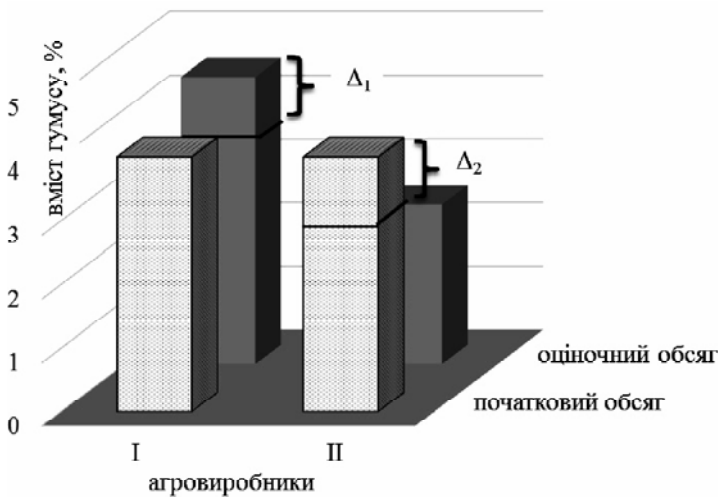 вміст гумусу, %
5
4
3
2
1
0
Δ1
Δ2
оціночний обсяг
початковий обсяг
I
II
агровиробники